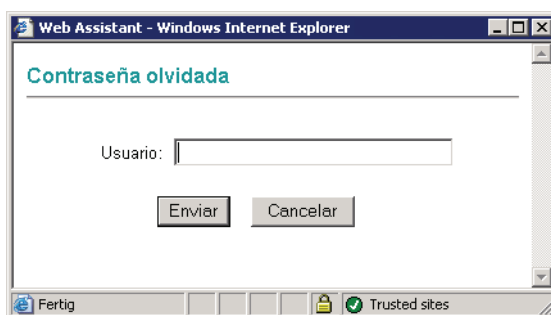 Web Assistant - Windows Internet Explorer
Contraseña olvidada
Usuario:
Enviar Cancelar
Fertig Trusted sites